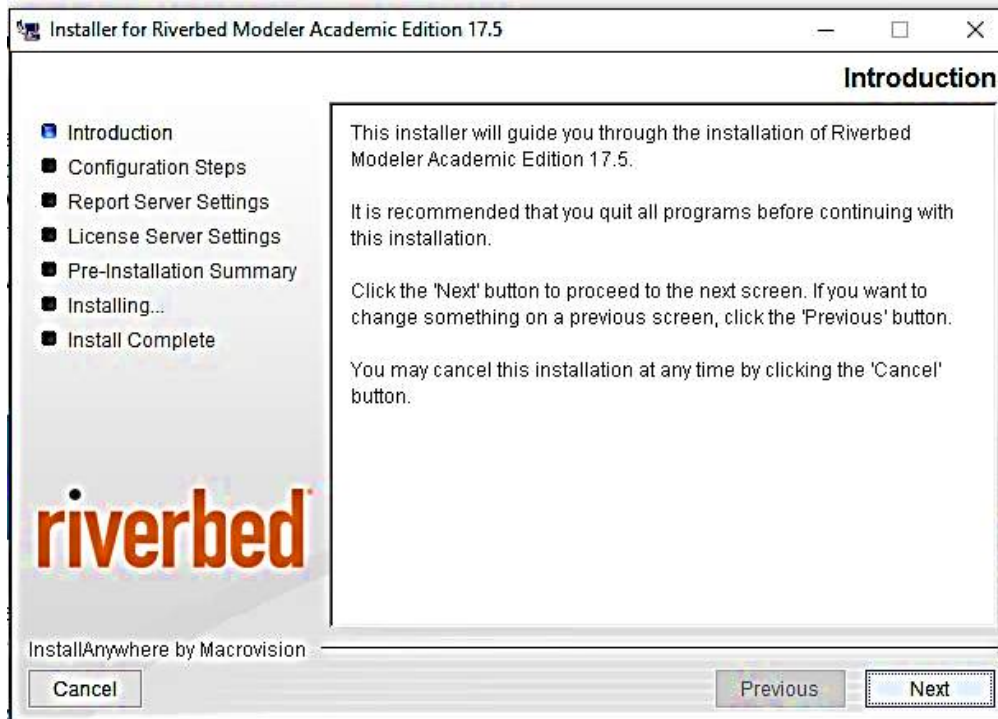 Installer for Riverbed Modeler Academic Edition 17.5
Introduction
Introduction
Configuration Steps
Report Server Settings
License Server Settings
Pre-Installation Summary
Installing...
Install Complete
This installer will guide you through the installation of Riverbed
Modeler Academic Edition 17.5.
It is recommended that you quit all programs before continuing with
this installation.
Click the 'Next' button to proceed to the next screen. If you want to
change something on a previous screen, click the 'Previous' button.
You may cancel this installation at any time by clicking the 'Cancel'
button.
riverbed
InstallAnywhere by Macrovision
Cancel
Previous
Next